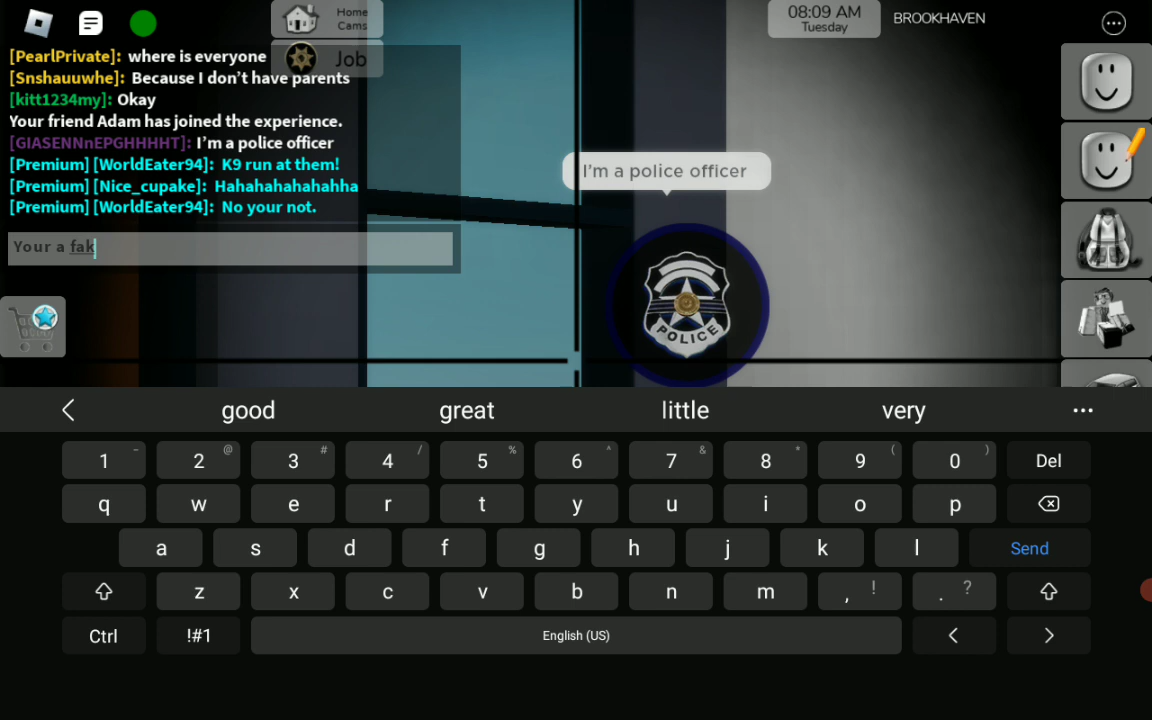 Home
Cams
08:09 AM
Tuesday
BROOKHAVEN
Job
[PearlPrivate]: where is everyone
[Snshauuwhe]: Because I don't have parents
[kitt1234my]: Okay
Your friend Adam has joined the experience.
[GIASENNnEPGHHHHT]: I'm a police officer
[Premium] [WorldEater94]: K9 run at them!
[Premium] [Nice_cupake]: Hahahahahahahha
[Premium] [WorldEater94]: No your not.
I'm a police officer
Your a fak
POLICE
good great little very
1 - 2 @ 3 # 4 / 5 % 6 ^ 7 & 8 * 9 ( 0 ) Del
q w e r t y u i o p
a s d f g h j k l Send
z x c v b n m , ! . ?
Ctrl !#1 English (US) < >